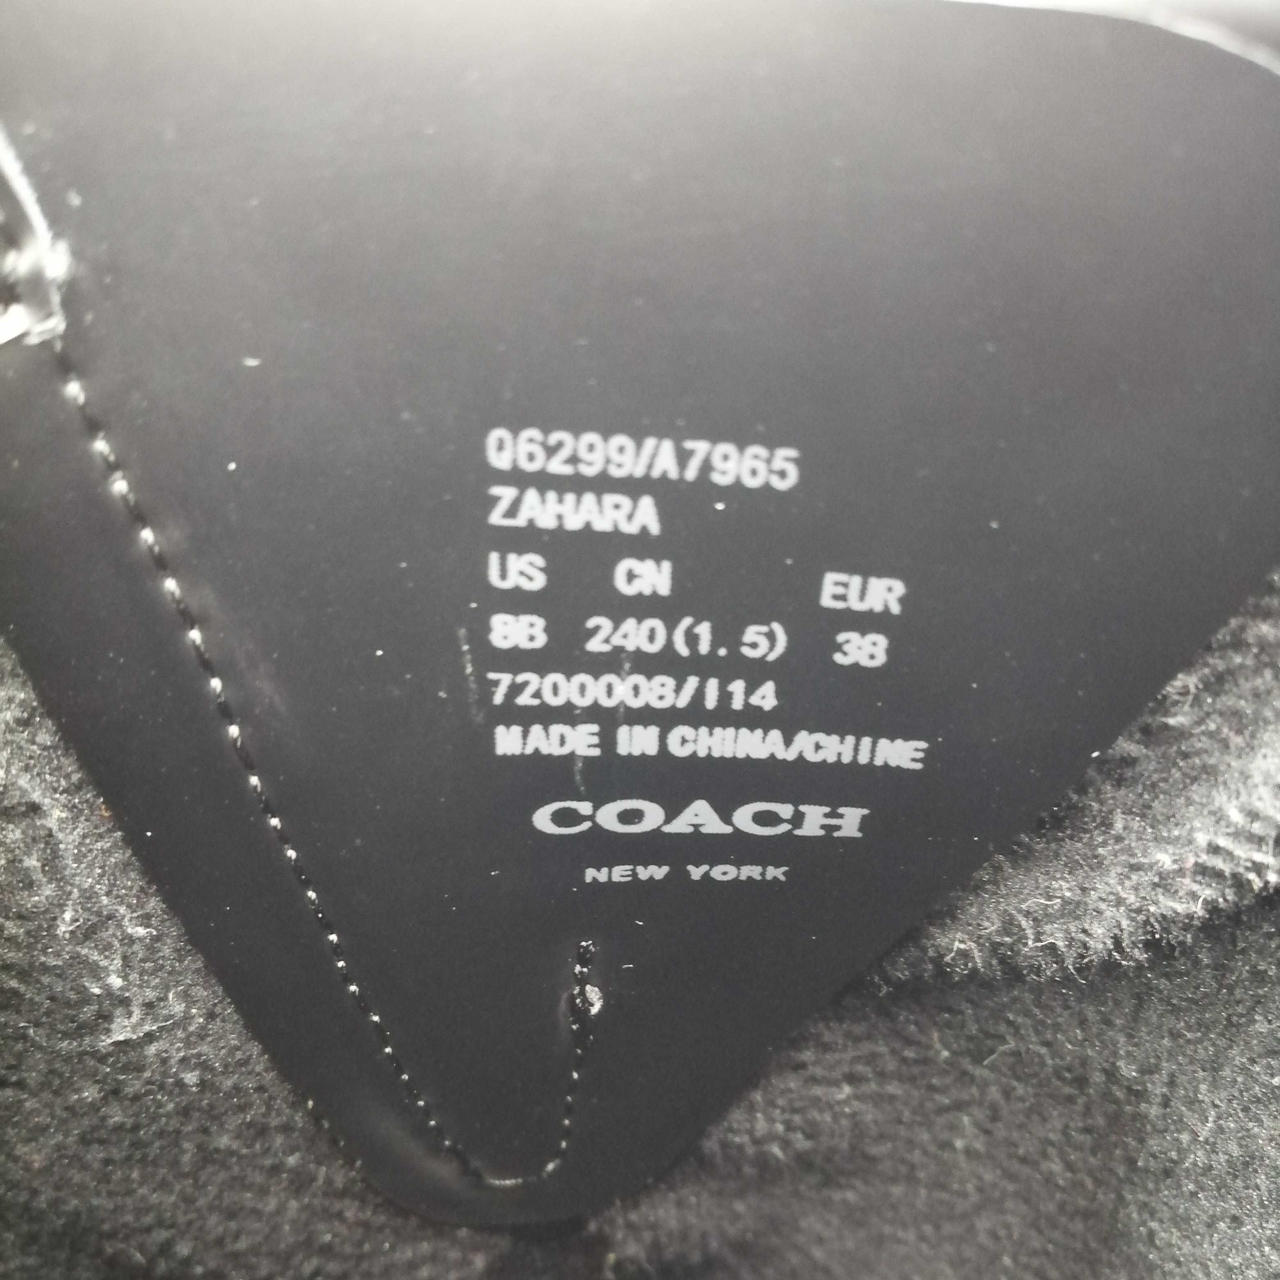 Q6299/A7965
ZAHARA
US CN EUR
8B 240(1.5) 38
7200008/I14
MADE IN CHINA/CHINE
COACH
NEW YORK